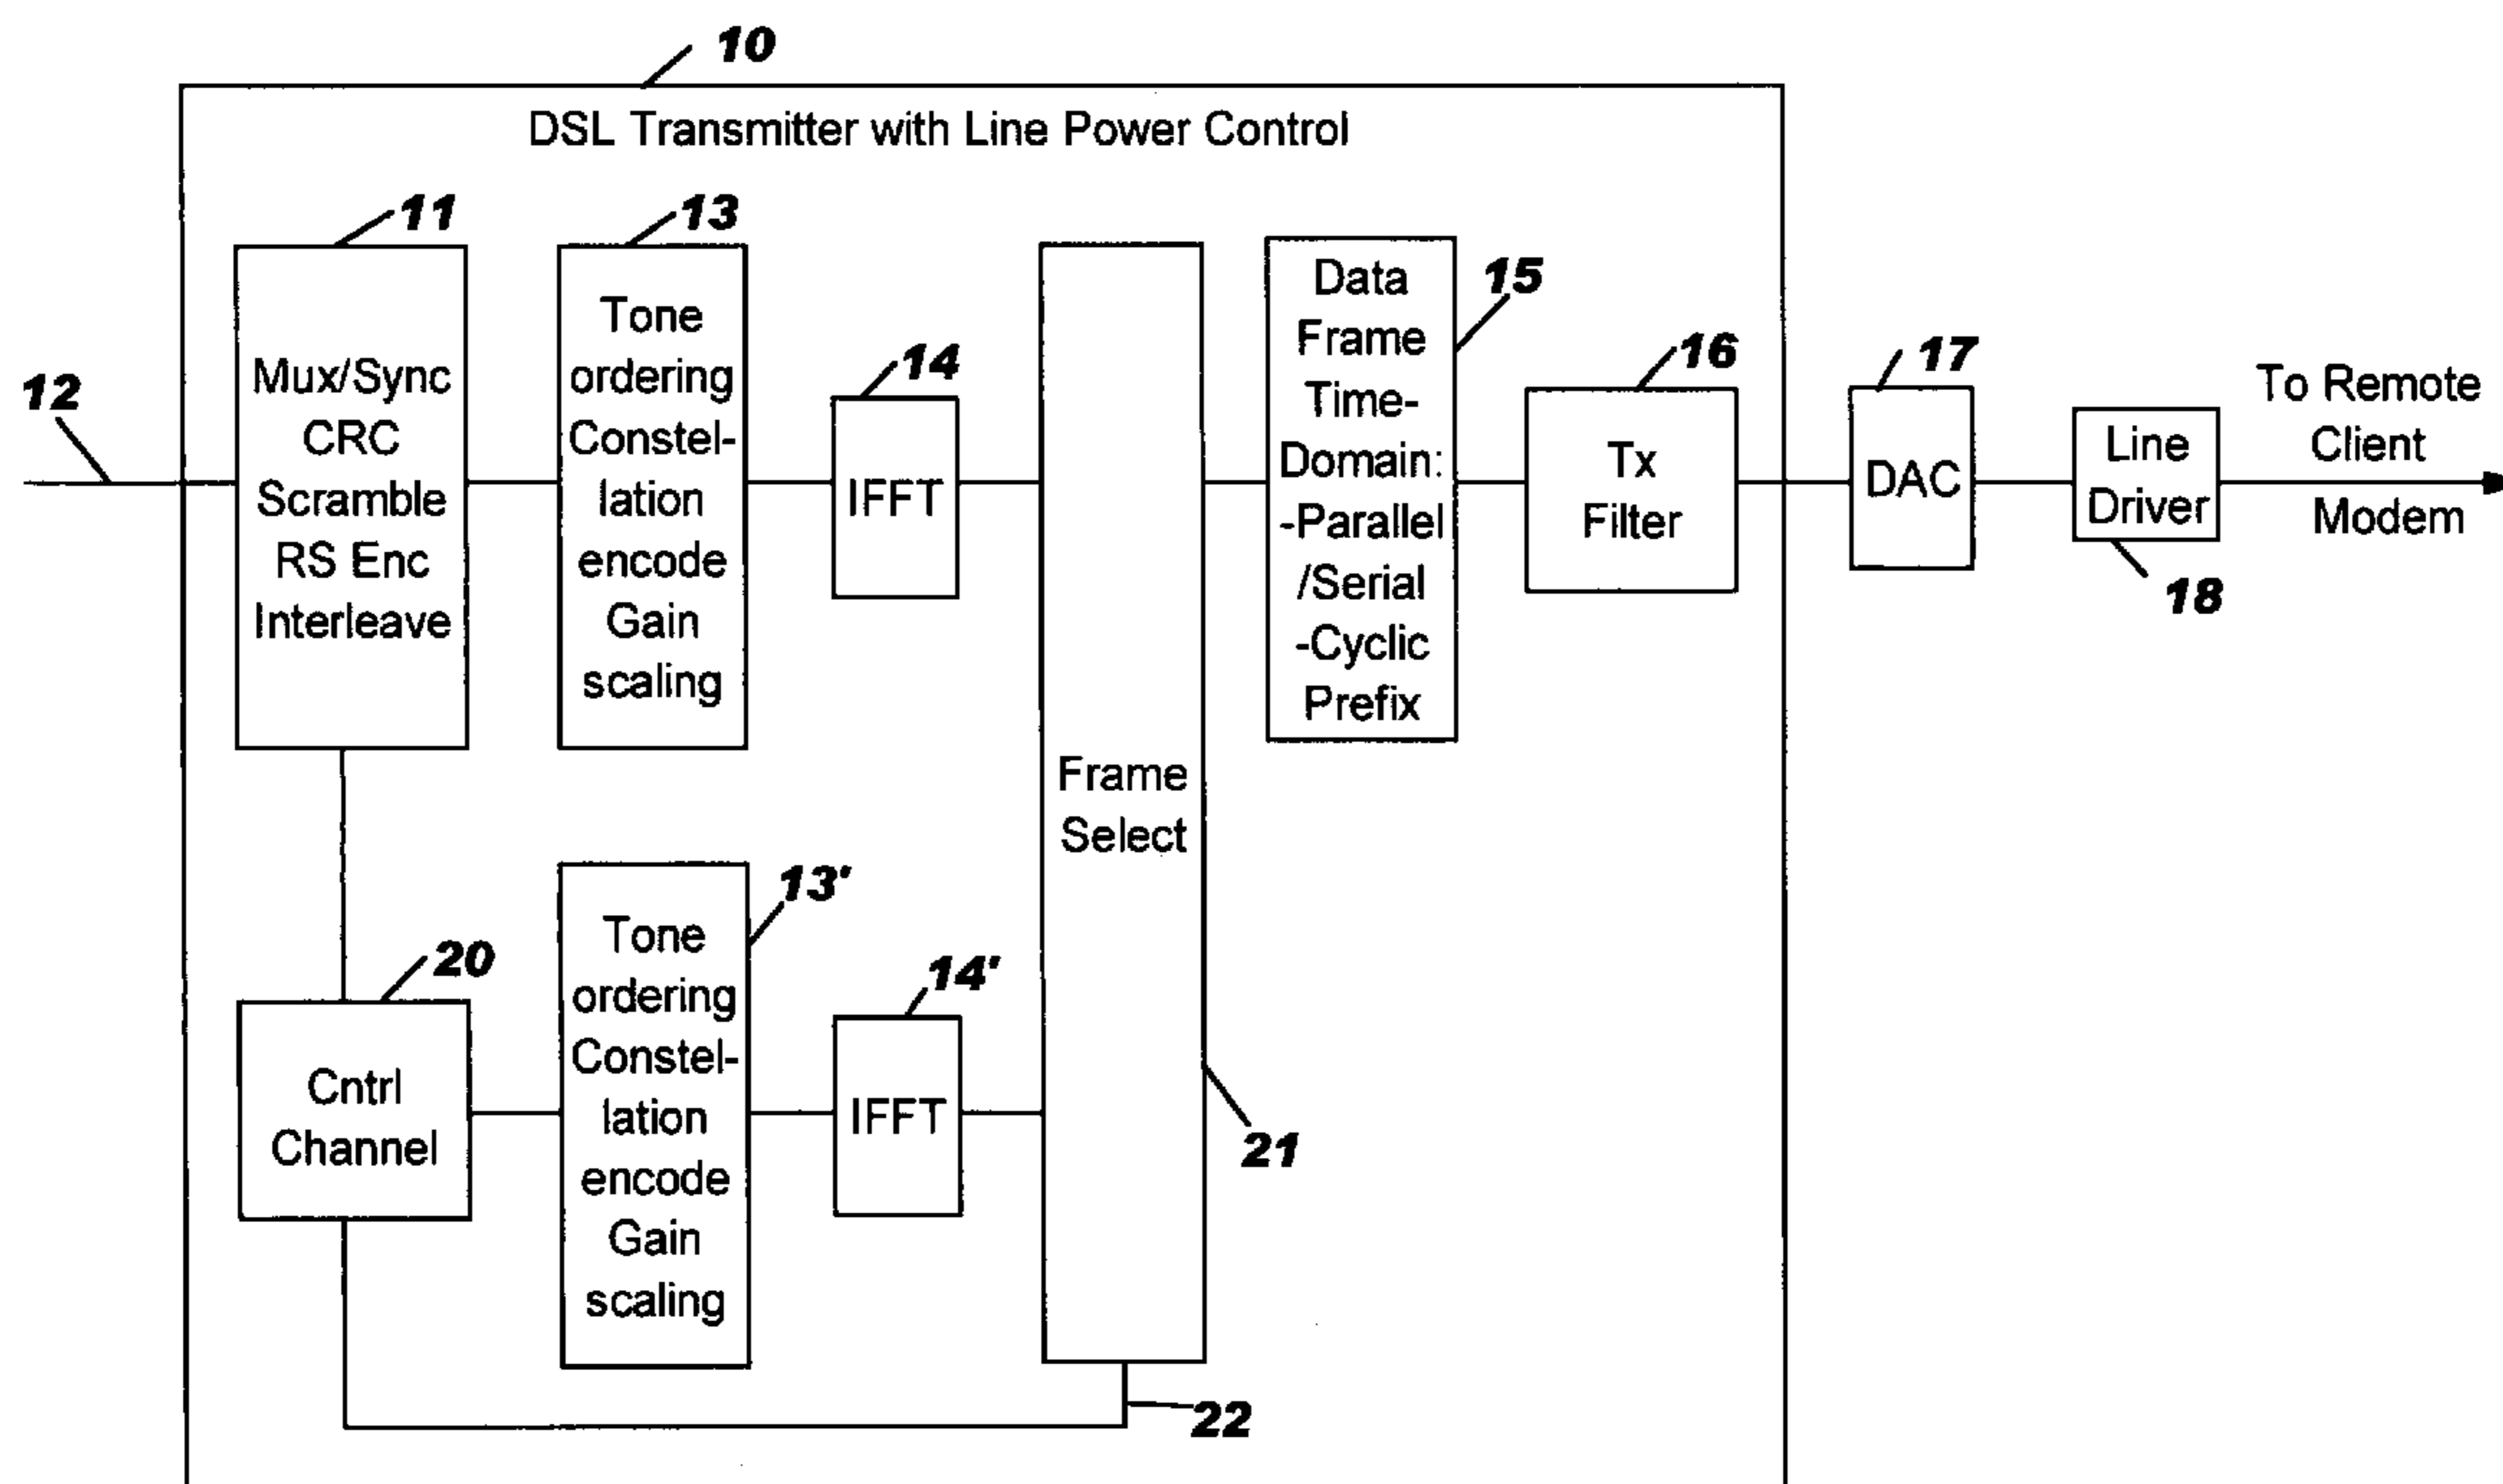 10
DSL Transmitter with Line Power Control
11
13
Mux/Sync
CRC
Scramble
RS Enc
Interleave
Tone
ordering
Constel-
lation
encode
Gain
scaling
14
IFFT
Frame
Select
Data
Frame
Time-
Domain:
-Parallel
/Serial
-Cyclic
Prefix
15
16
Tx
Filter
17
DAC
Line
Driver
18
To Remote
Client
Modem
12
20
Cntrl
Channel
13'
Tone
ordering
Constel-
lation
encode
Gain
scaling
14'
IFFT
21
22